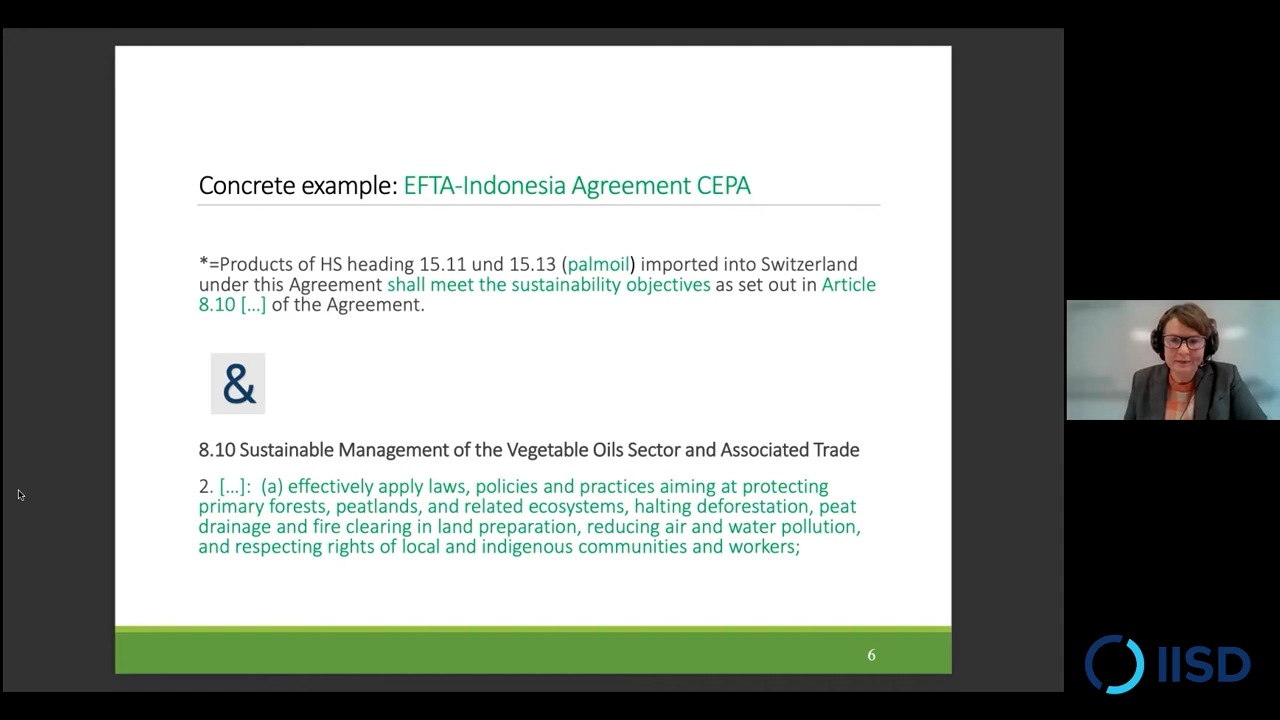 Concrete example: EFTA-Indonesia Agreement CEPA
*=Products of HS heading 15.11 und 15.13 (palmoil) imported into Switzerland
under this Agreement shall meet the sustainability objectives as set out in Article
8.10 [...] of the Agreement.
&
8.10 Sustainable Management of the Vegetable Oils Sector and Associated Trade
2. [...]: (a) effectively apply laws, policies and practices aiming at protecting
primary forests, peatlands, and related ecosystems, halting deforestation, peat
drainage and fire clearing in land preparation, reducing air and water pollution,
and respecting rights of local and indigenous communities and workers;
6
IISD